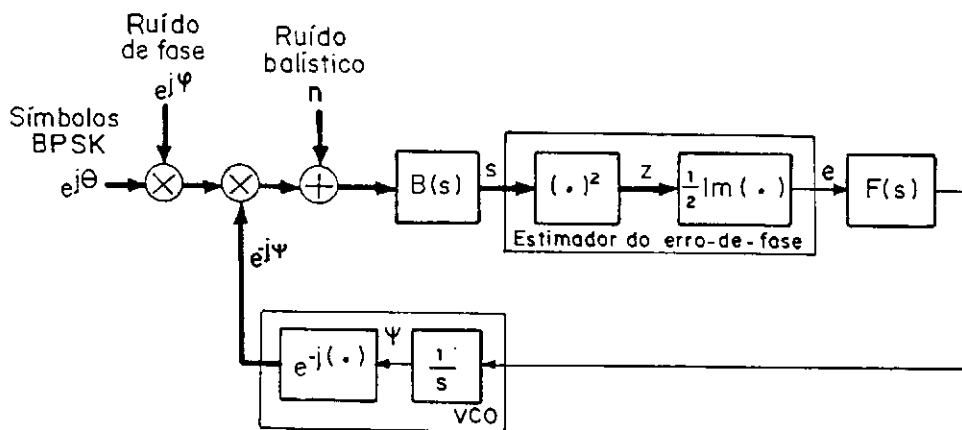 Ruído
de fase
e^jφ
Ruído
balístico
n
Símbolos
BPSK
e^jθ
B(s)
s
(.)²
z
1/2 Im(.)
e
F(s)
Estimador do erro-de-fase
e^-jψ
e^-j(.)
ψ
1/s
VCO